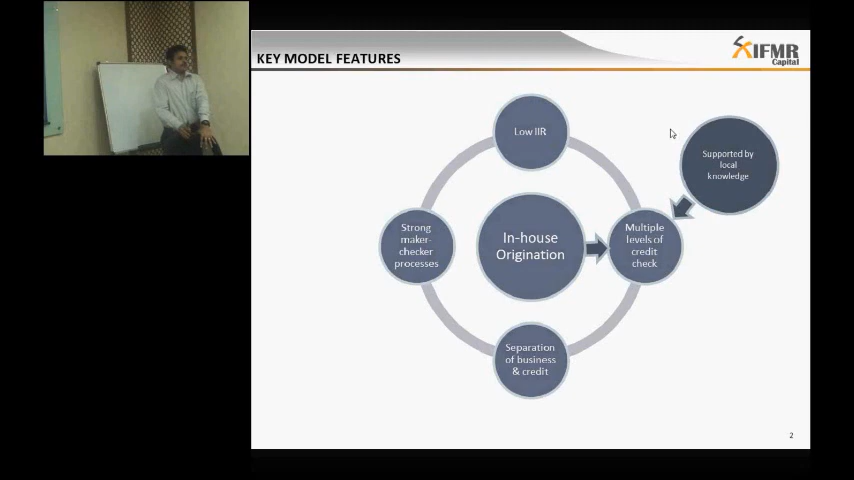 KEY MODEL FEATURES
IFMR
Capital
Low IIR
Supported by
local
knowledge
Strong
maker-
checker
processes
In-house
Origination
Multiple
levels of
credit
check
Separation
of business
& credit
2